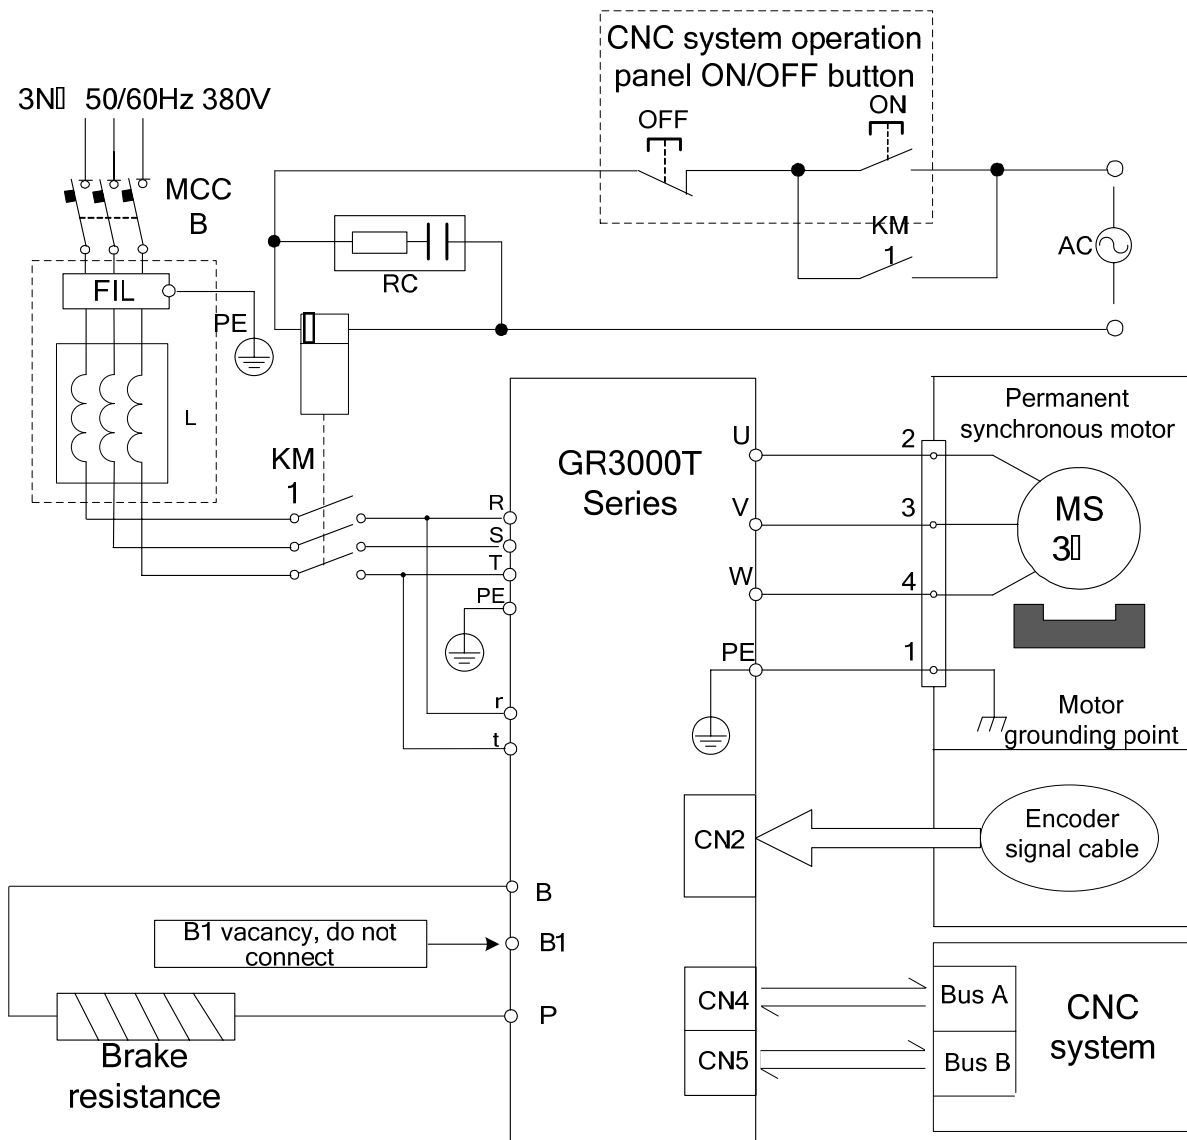 CNC system operation
panel ON/OFF button
OFF
ON
3N 50/60Hz 380V
MCC
B
KM
1
AC
RC
FIL
PE
L
KM
1
GR3000T
Series
R
S
T
PE
r
t
U
V
W
PE
2
3
4
1
Permanent
synchronous motor
MS
3
Motor
grounding point
CN2
Encoder
signal cable
B
B1 vacancy, do not
connect
B1
P
Brake
resistance
CN4
CN5
Bus A
Bus B
CNC
system